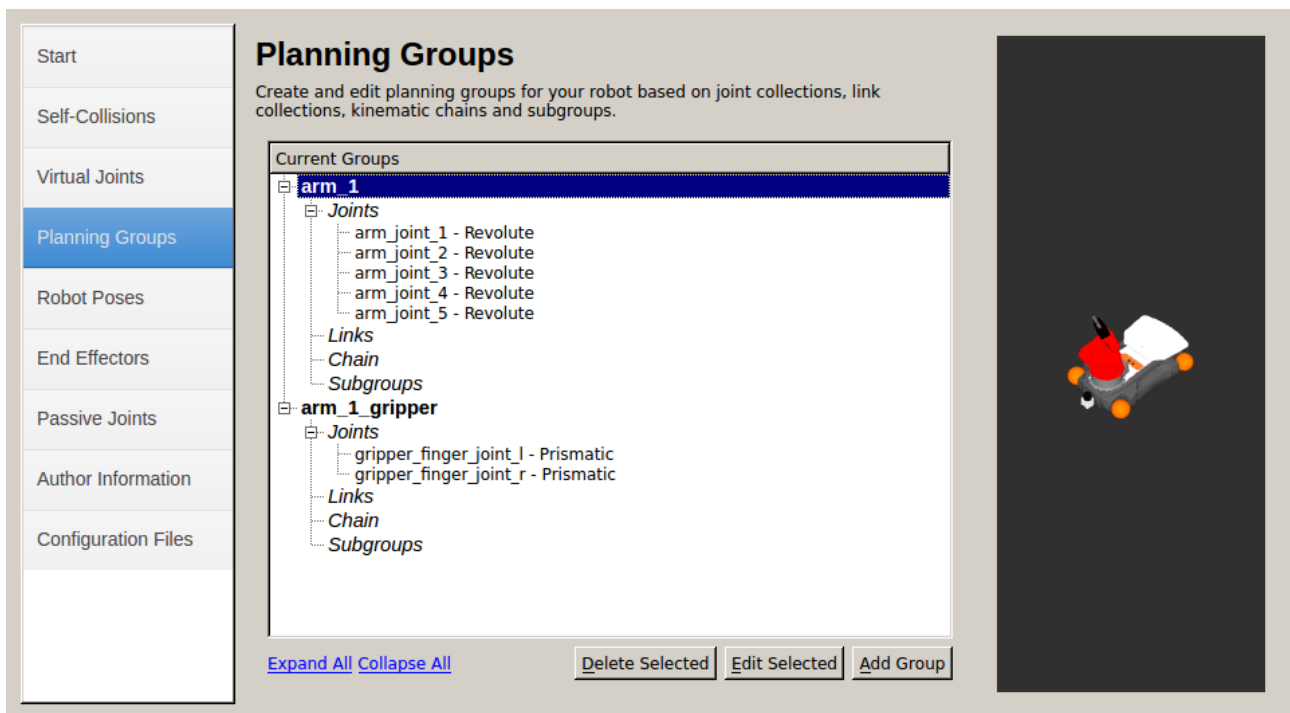 Start
Self-Collisions
Virtual Joints
Planning Groups
Robot Poses
End Effectors
Passive Joints
Author Information
Configuration Files
Planning Groups
Create and edit planning groups for your robot based on joint collections, link
collections, kinematic chains and subgroups.
Current Groups
arm_1
Joints
arm_joint_1 - Revolute
arm_joint_2 - Revolute
arm_joint_3 - Revolute
arm_joint_4 - Revolute
arm_joint_5 - Revolute
Links
Chain
Subgroups
arm_1_gripper
Joints
gripper_finger_joint_l - Prismatic
gripper_finger_joint_r - Prismatic
Links
Chain
Subgroups
Expand All Collapse All Delete Selected Edit Selected Add Group